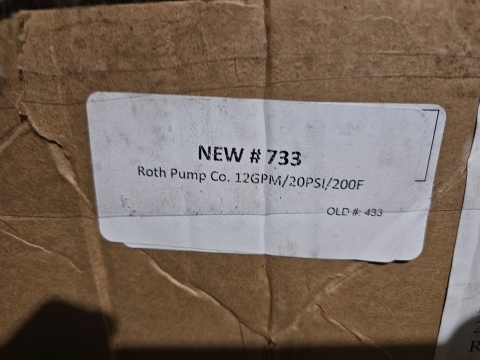 NEW # 733
Roth Pump Co. 12GPM/20PSI/200F
OLD #: 433